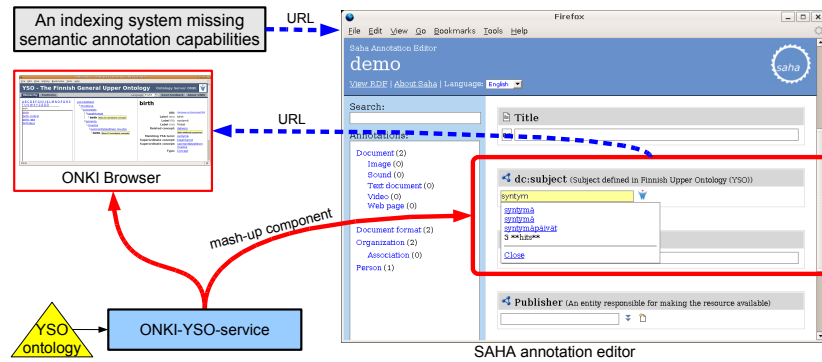 An indexing system missing
semantic annotation capabilities
URL
Firefox
File Edit View Go Bookmarks Tools Help
Saha Annotation Editor
demo
View RDF | About Saha | Language: English
saha
YSO - The Finnish General Upper Ontology
birth
URL
ONKI Browser
Search:
Annotations:
Document (2)
Image (0)
Sound (0)
Text document (0)
Video (0)
Web page (0)
Document format (2)
Organization (2)
Association (0)
Person (1)
Title
dc:subject (Subject defined in Finnish Upper Ontology (YSO))
syntym
syntymä
syntymä
syntymäpäivät
3 **hits**
Close
Publisher (An entity responsible for making the resource available)
mash-up component
YSO
ontology
ONKI-YSO-service
SAHA annotation editor